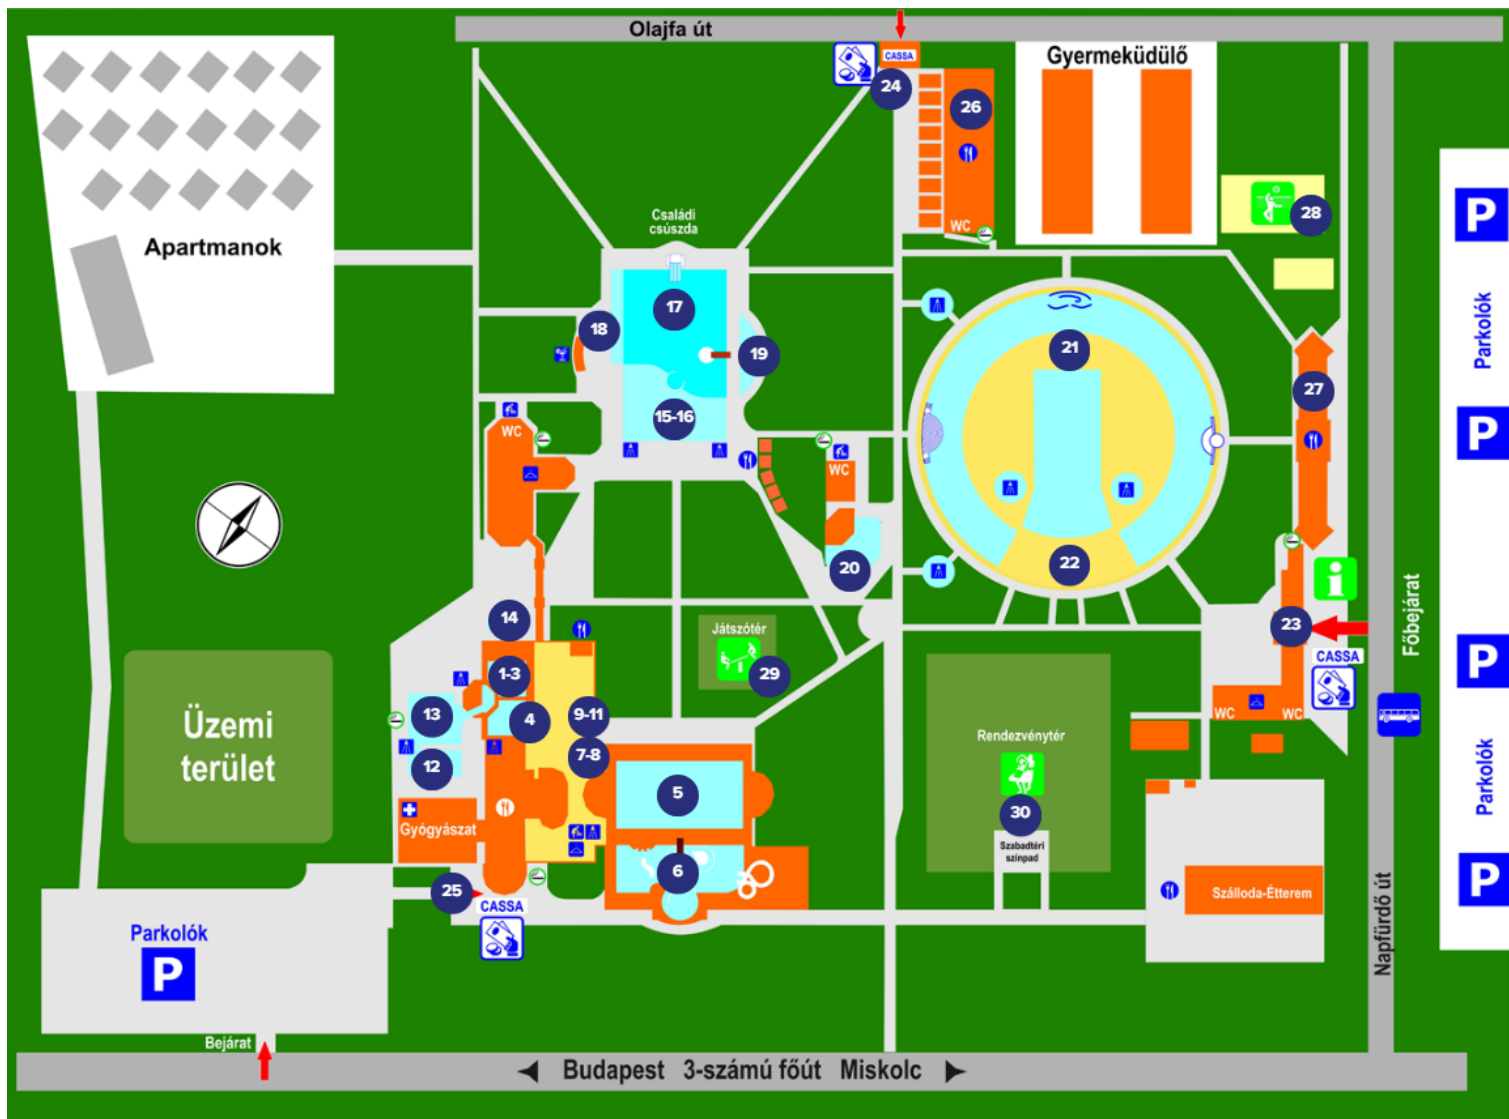 Olajfa út
CASSA
24
26
WC
Gyermeküdülő
28
P
Parkolók
P
Apartmanok
Családi
csúszda
17
18
19
15-16
21
27
WC
WC
20
22
i
Főbejárat
23
CASSA
P
14
Játszótér
29
1-3
4
13
12
9-11
7-8
5
6
Üzemi
terület
Gyógyászat
Rendezvénytér
30
Szabadtéri
színpad
WC
WC
Parkolók
P
Szálloda-Étterem
Napfürdő út
25
CASSA
Parkolók
P
Bejárat
Budapest 3-számú főút Miskolc